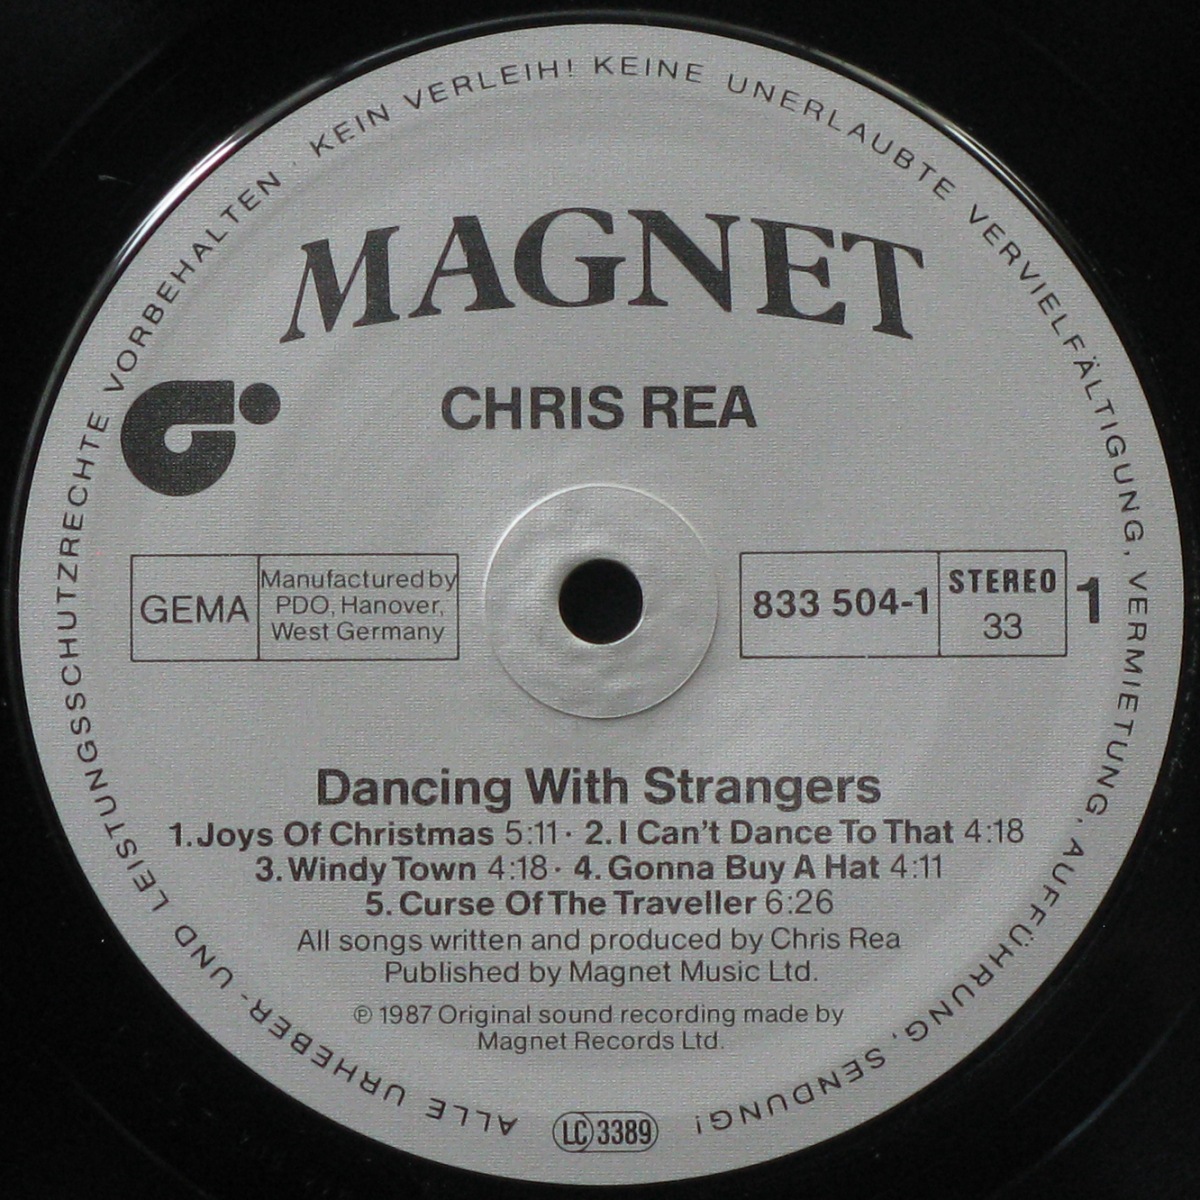 ALLE URHEBER- UND LEISTUNGSSCHUTZRECHTE VORBEHALTEN · KEIN VERLEIH! KEINE UNERLAUBTE VERVIELFÄLTIGUNG, VERMIETUNG, AUFFÜHRUNG, SENDUNG!
MAGNET
CHRIS REA
GEMA
Manufactured by
PDO, Hanover,
West Germany
833 504-1
STEREO
33
1
Dancing With Strangers
1. Joys Of Christmas 5:11 · 2. I Can't Dance To That 4:18
3. Windy Town 4:18 · 4. Gonna Buy A Hat 4:11
5. Curse Of The Traveller 6:26
All songs written and produced by Chris Rea
Published by Magnet Music Ltd.
℗ 1987 Original sound recording made by
Magnet Records Ltd.
LC 3389